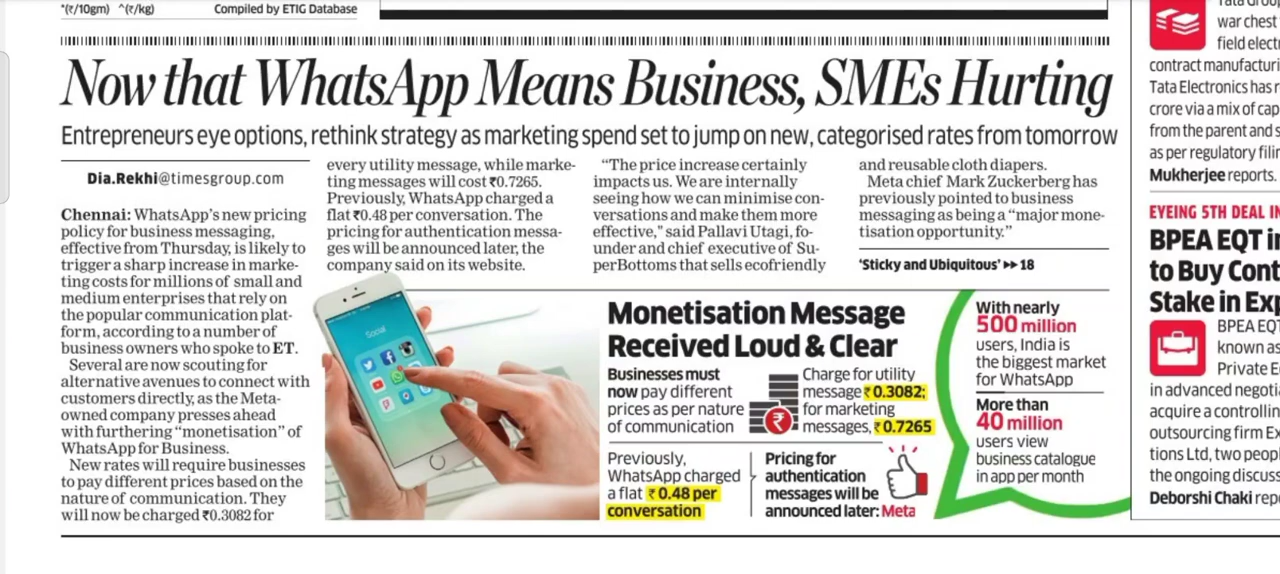 *(₹/10gm) ^(₹/kg)
Compiled by ETIG Database
Now that WhatsApp Means Business, SMEs Hurting
Entrepreneurs eye options, rethink strategy as marketing spend set to jump on new, categorised rates from tomorrow
Dia.Rekhi@timesgroup.com
Chennai: WhatsApp's new pricing
policy for business messaging,
effective from Thursday, is likely to
trigger a sharp increase in marke-
ting costs for millions of small and
medium enterprises that rely on
the popular communication plat-
form, according to a number of
business owners who spoke to ET.
Several are now scouting for
alternative avenues to connect with
customers directly, as the Meta-
owned company presses ahead
with furthering "monetisation" of
WhatsApp for Business.
New rates will require businesses
to pay different prices based on the
nature of communication. They
will now be charged ₹0.3082 for
every utility message, while marke-
ting messages will cost ₹0.7265.
Previously, WhatsApp charged a
flat ₹0.48 per conversation. The
pricing for authentication messa-
ges will be announced later, the
company said on its website.
"The price increase certainly
impacts us. We are internally
seeing how we can minimise con-
versations and make them more
effective," said Pallavi Utagi, fo-
under and chief executive of Su-
perBottoms that sells ecofriendly
and reusable cloth diapers.
Meta chief Mark Zuckerberg has
previously pointed to business
messaging as being a "major mone-
tisation opportunity."
'Sticky and Ubiquitous' ▸▸ 18
Social
Monetisation Message
Received Loud & Clear
Businesses must
now pay different
prices as per nature
of communication
₹
Charge for utility
message ₹ 0.3082;
for marketing
messages, ₹ 0.7265
Previously,
WhatsApp charged
a flat ₹ 0.48 per
conversation
Pricing for
authentication
messages will be
announced later: Meta
With nearly
500 million
users, India is
the biggest market
for WhatsApp
More than
40 million
users view
business catalogue
in app per month
war chest
field elect
contract manufacturi
Tata Electronics has r
crore via a mix of cap
from the parent and s
as per regulatory filin
Mukherjee reports.
EYEING 5TH DEAL IN
BPEA EQT in
to Buy Cont
Stake in Exp
BPEA EQT
known as
Private E
in advanced negotia
acquire a controllin
outsourcing firm Ex
tions Ltd, two peopl
the ongoing discuss
Deborshi Chaki repo